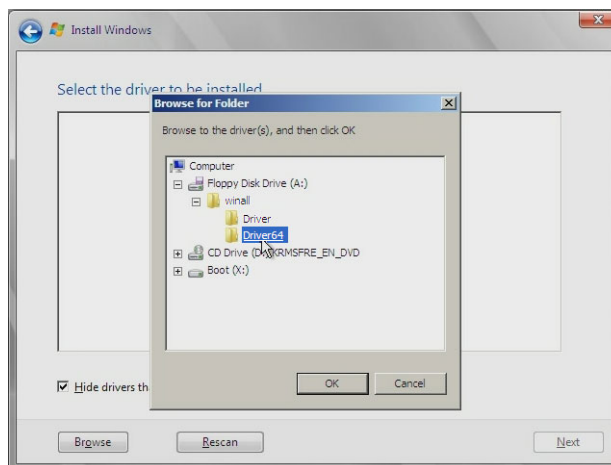 Install Windows
Select the driver to be installed
Browse for Folder
Browse to the driver(s), and then click OK
Computer
Floppy Disk Drive (A:)
winall
Driver
Driver64
CD Drive KRMSFRE_EN_DVD
Boot (X:)
OK
Cancel
Hide drivers th
Browse
Rescan
Next